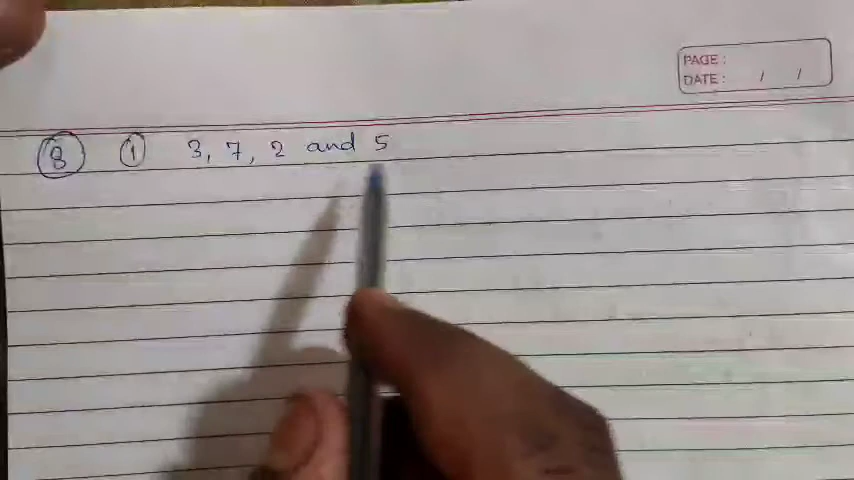 PAGE :
DATE : / /
8 1 3, 7, 2 and 5